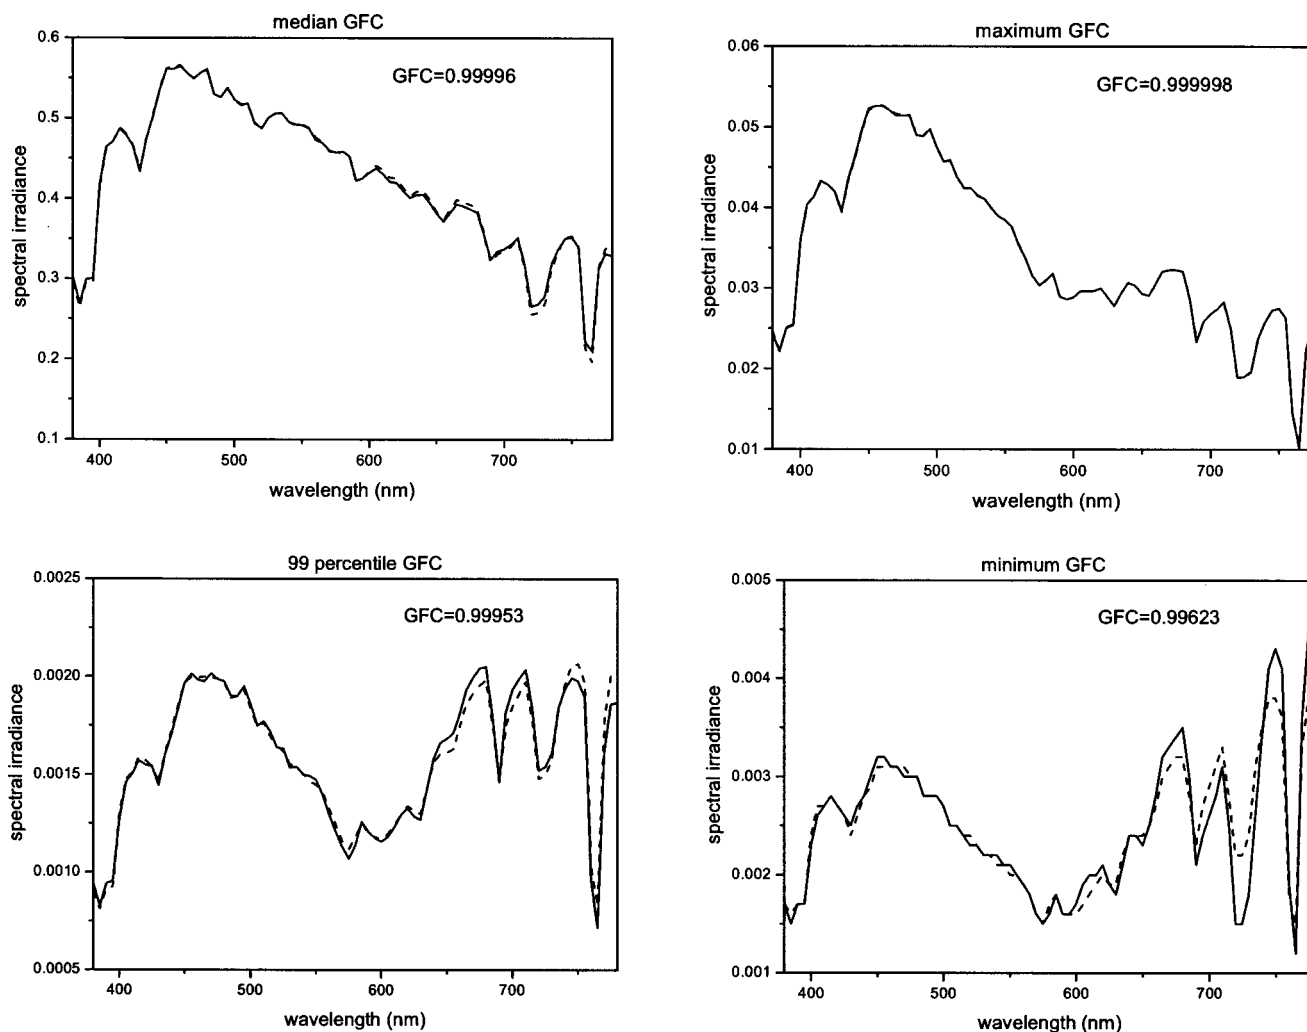 median GFC
GFC=0.99996
0.6
0.5
0.4
0.3
0.2
0.1
spectral irradiance
400
500
600
700
wavelength (nm)
maximum GFC
GFC=0.999998
0.06
0.05
0.04
0.03
0.02
0.01
spectral irradiance
400
500
600
700
wavelength (nm)
99 percentile GFC
GFC=0.99953
0.0025
0.0020
0.0015
0.0010
0.0005
spectral irradiance
400
500
600
700
wavelength (nm)
minimum GFC
GFC=0.99623
0.005
0.004
0.003
0.002
0.001
spectral irradiance
400
500
600
700
wavelength (nm)